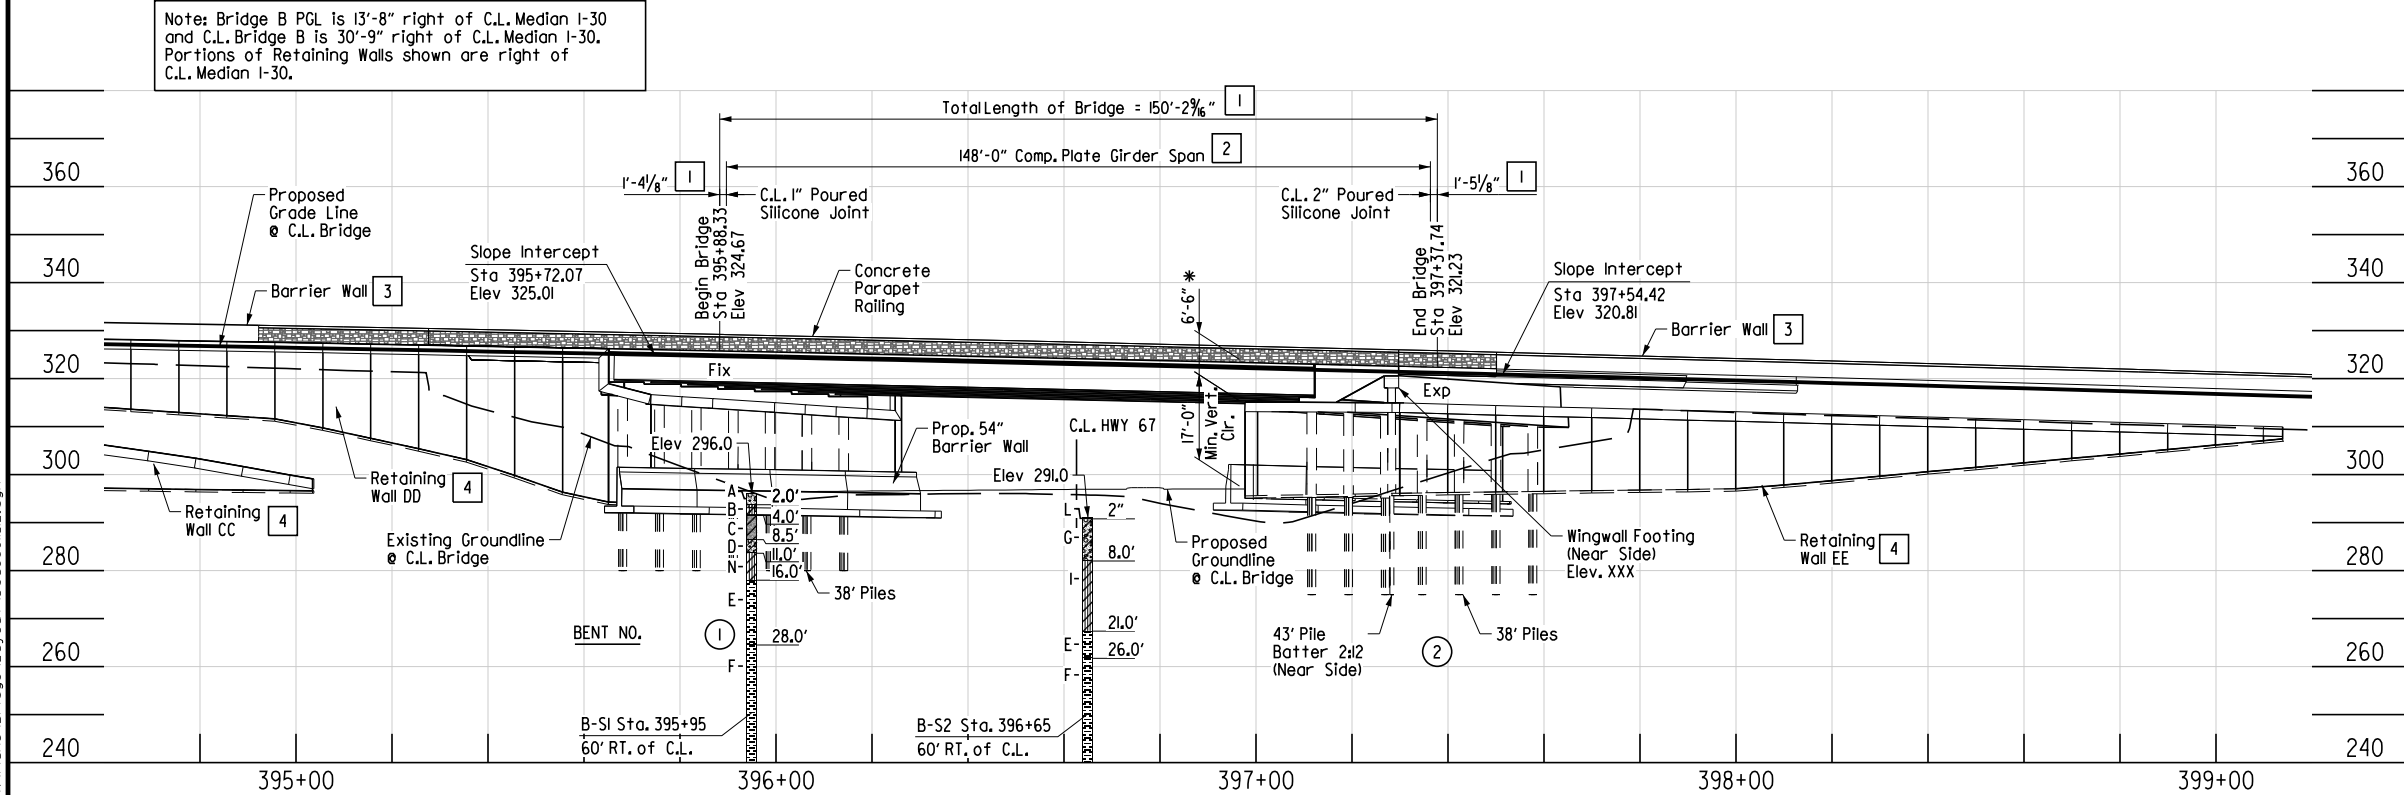 Note: Bridge B PGL is 13'-8" right of C.L. Median I-30
and C.L. Bridge B is 30'-9" right of C.L. Median I-30.
Portions of Retaining Walls shown are right of
C.L. Median I-30.
Total Length of Bridge = 150'-2 9/16" 1
148'-0" Comp. Plate Girder Span 2
1'-4 1/8" 1
C.L. 1" Poured
Silicone Joint
C.L. 2" Poured
Silicone Joint
1'-5 1/8" 1
360
360
Proposed
Grade Line
@ C.L. Bridge
Begin Bridge
Sta 395+88.33
Elev 324.67
End Bridge
Sta 397+37.74
Elev 321.23
Slope Intercept
Sta 395+72.07
Elev 325.01
Concrete
Parapet
Railing
6'-6" *
Slope Intercept
Sta 397+54.42
Elev 320.81
340
340
Barrier Wall 3
Barrier Wall 3
320
320
Fix
Exp
17'-0"
Min. Vert.
Clr.
Elev 296.0
Prop. 54"
Barrier Wall
C.L. HWY 67
Elev 291.0
300
300
Retaining
Wall DD 4
Retaining
Wall CC 4
Existing Groundline
@ C.L. Bridge
A
2.0'
B
4.0'
C
8.5'
D
11.0'
N
16.0'
E
28.0'
F
38' Piles
L
2"
G
8.0'
I
21.0'
E
26.0'
F
Proposed
Groundline
@ C.L. Bridge
Wingwall Footing
(Near Side)
Elev. XXX
Retaining
Wall EE 4
280
280
BENT NO.
1
43' Pile
Batter 2:12
(Near Side)
2
38' Piles
260
260
B-S1 Sta. 395+95
60' RT. of C.L.
B-S2 Sta. 396+65
60' RT. of C.L.
240
240
395+00
396+00
397+00
398+00
399+00